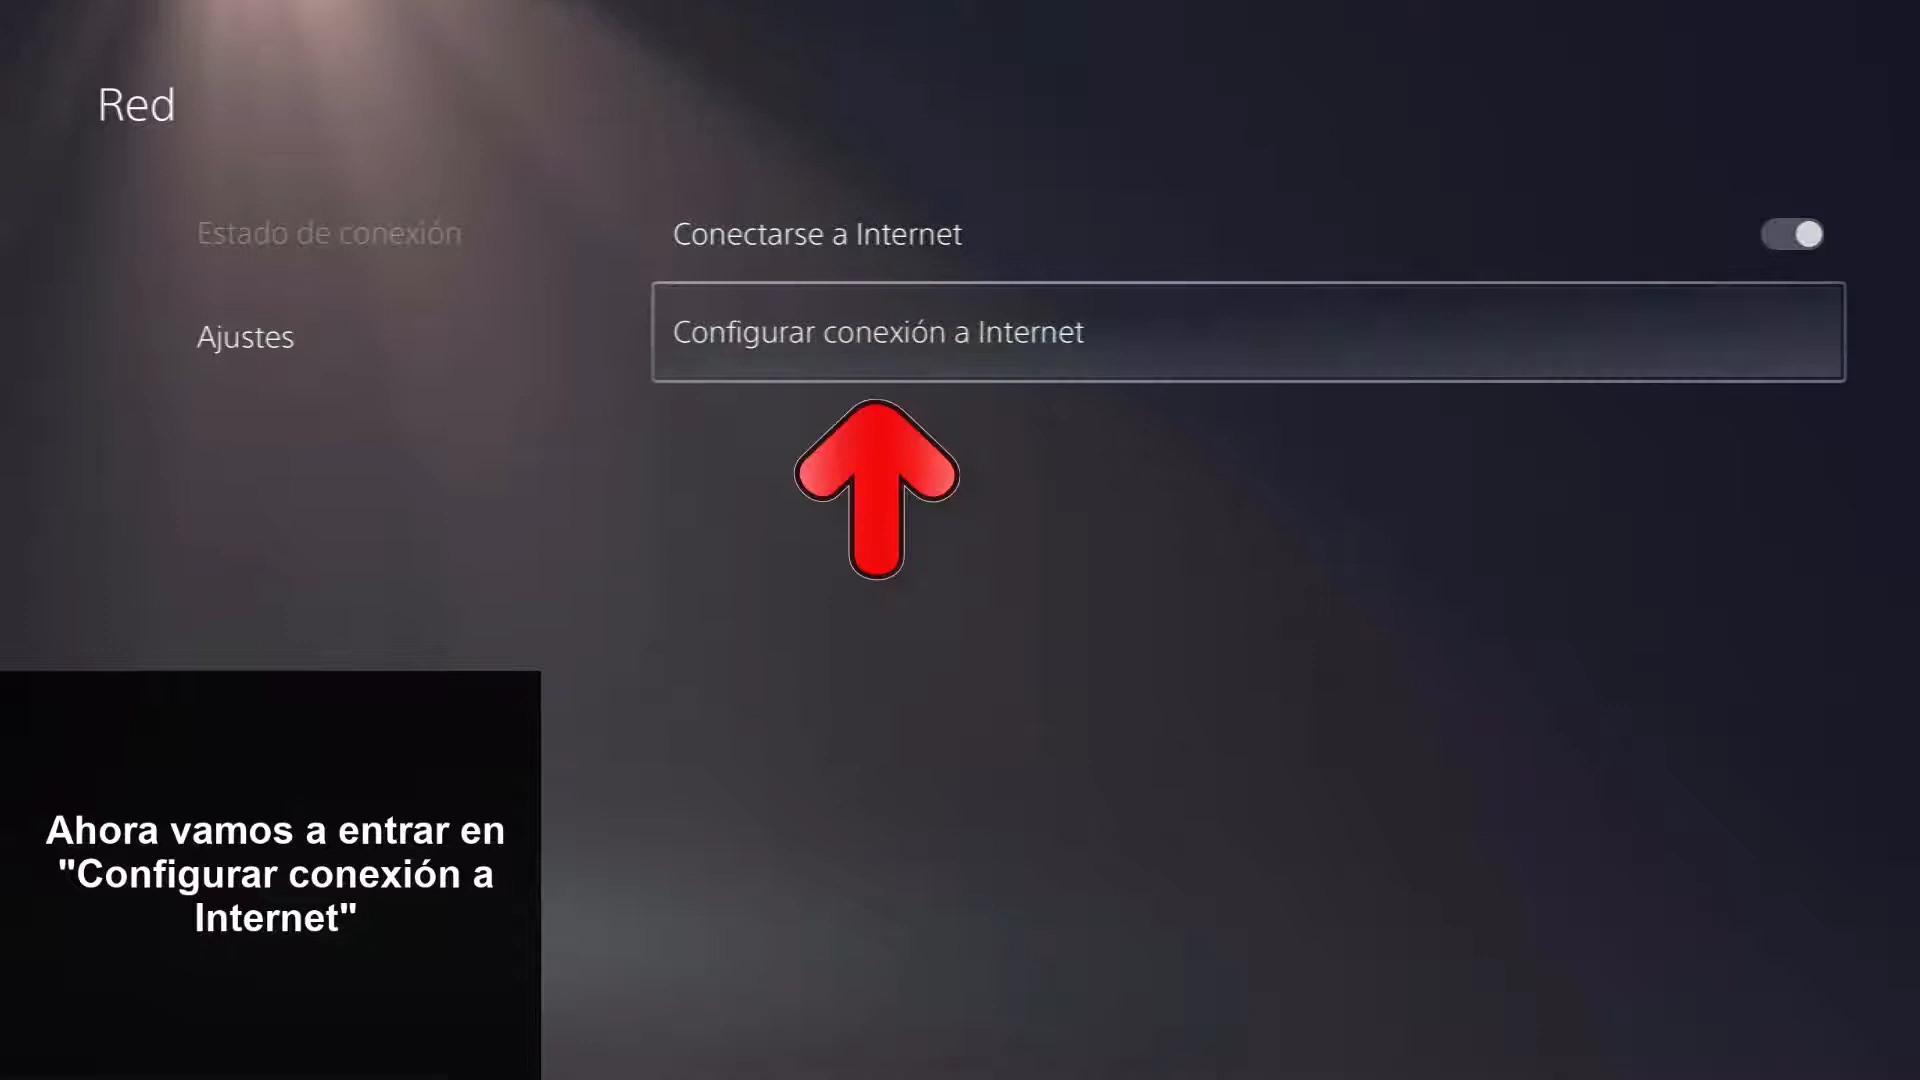 Red
Estado de conexión
Ajustes
Conectarse a Internet
Configurar conexión a Internet
Ahora vamos a entrar en
"Configurar conexión a
Internet"